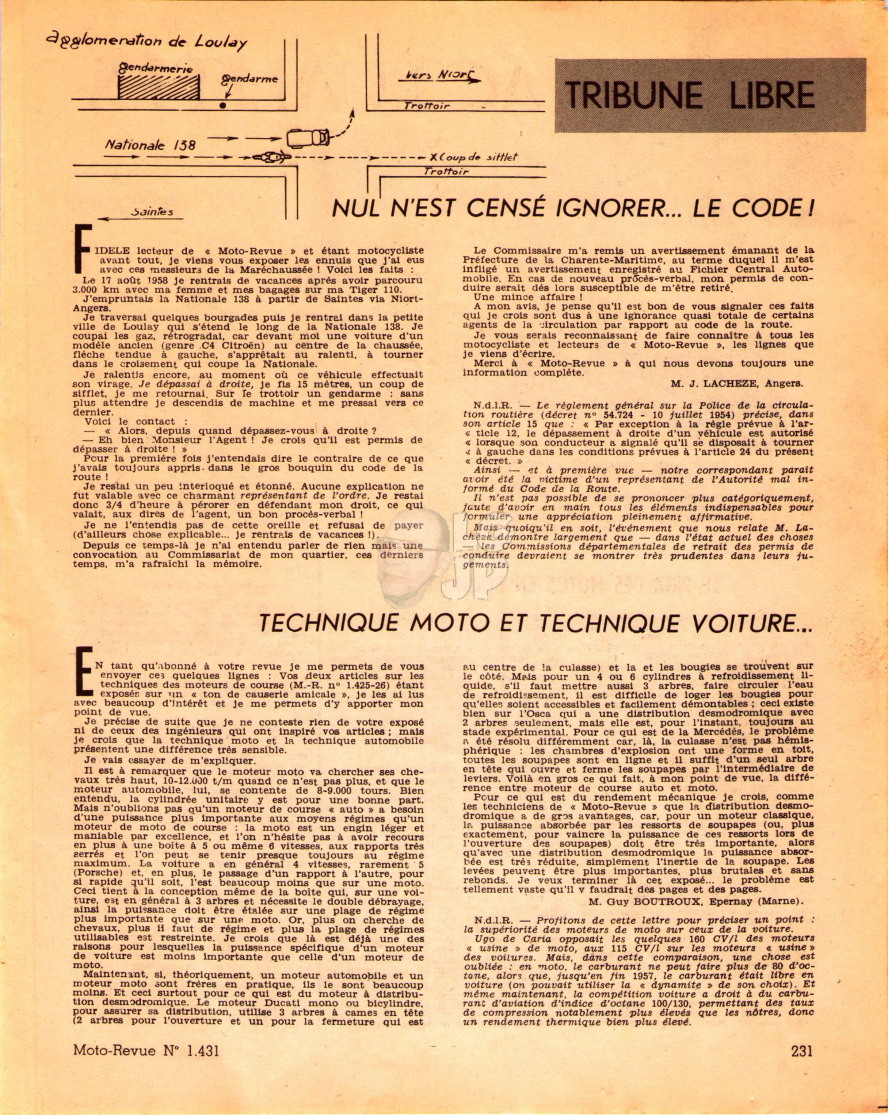 agglomeration de Loulay
gendarmerie
gendarme
vers Niort
Trottoir
Nationale 138
X Coup de sifflet
Trottoir
Saintes
TRIBUNE LIBRE
NUL N'EST CENSÉ IGNORER... LE CODE !
FIDELE lecteur de « Moto-Revue » et étant motocycliste
avant tout, je viens vous exposer les ennuis que j'ai eus
avec ces messieurs de la Maréchaussée ! Voici les faits :
Le 17 août 1958 je rentrais de vacances après avoir parcouru
3.000 km avec ma femme et mes bagages sur ma Tiger 110.
J'empruntais la Nationale 138 à partir de Saintes via Niort-
Angers.
Je traversai quelques bourgades puis je rentrai dans la petite
ville de Loulay qui s'étend le long de la Nationale 138. Je
coupai les gaz, rétrogradai, car devant moi une voiture d'un
modèle ancien (genre C4 Citroën) au centre de la chaussée,
flèche tendue à gauche, s'apprêtait au ralenti, à tourner
dans le croisement qui coupe la Nationale.
Je ralentis encore, au moment où ce véhicule effectuait
son virage. Je dépassai à droite, je fis 15 mètres, un coup de
sifflet, je me retournai. Sur le trottoir un gendarme : sans
plus attendre je descendis de machine et me pressai vers ce
dernier.
Voici le contact :
— « Alors, depuis quand dépassez-vous à droite ?
— Eh bien Monsieur l'Agent ! Je crois qu'il est permis de
dépasser à droite ! »
Pour la première fois j'entendais dire le contraire de ce que
j'avais toujours appris dans le gros bouquin du code de la
route !
Je restai un peu interloqué et étonné. Aucune explication ne
fut valable avec ce charmant représentant de l'ordre. Je restai
donc 3/4 d'heure à pérorer en défendant mon droit, ce qui
valait, aux dires de l'agent, un bon procès-verbal !
Je ne l'entendis pas de cette oreille et refusai de payer
(d'ailleurs chose explicable... je rentrais de vacances !).
Depuis ce temps-là je n'ai entendu parler de rien mais une
convocation au Commissariat de mon quartier, ces derniers
temps, m'a rafraîchi la mémoire.
Le Commissaire m'a remis un avertissement émanant de la
Préfecture de la Charente-Maritime, au terme duquel il m'est
infligé un avertissement enregistré au Fichier Central Auto-
mobile. En cas de nouveau procès-verbal, mon permis de con-
duire serait dès lors susceptible de m'être retiré.
Une mince affaire !
A mon avis, je pense qu'il est bon de vous signaler ces faits
qui je crois sont dus à une ignorance quasi totale de certains
agents de la circulation par rapport au code de la route.
Je vous serais reconnaissant de faire connaître à tous les
motocycliste et lecteurs de « Moto-Revue », les lignes que
je viens d'écrire.
Merci à « Moto-Revue » à qui nous devons toujours une
information complète.
M. J. LACHEZE, Angers.
N.d.l.R. — Le règlement général sur la Police de la circula-
tion routière (décret n° 54.724 - 10 juillet 1954) précise, dans
son article 15 que : « Par exception à la règle prévue à l'ar-
« ticle 12, le dépassement à droite d'un véhicule est autorisé
« lorsque son conducteur a signalé qu'il se disposait à tourner
« à gauche dans les conditions prévues à l'article 24 du présent
« décret. »
Ainsi — et à première vue — notre correspondant paraît
avoir été la victime d'un représentant de l'Autorité mal in-
formé du Code de la Route.
Il n'est pas possible de se prononcer plus catégoriquement,
faute d'avoir en main tous les éléments indispensables pour
formuler une appréciation pleinement affirmative.
Mais quoiqu'il en soit, l'événement que nous relate M. La-
chèze démontre largement que — dans l'état actuel des choses
— les Commissions départementales de retrait des permis de
conduire devraient se montrer très prudentes dans leurs ju-
gements.
HJP
TECHNIQUE MOTO ET TECHNIQUE VOITURE...
EN tant qu'abonné à votre revue je me permets de vous
envoyer ces quelques lignes : Vos deux articles sur les
techniques des moteurs de course (M.-R. n° 1.425-26) étant
exposés sur un « ton de causerie amicale », je les ai lus
avec beaucoup d'intérêt et je me permets d'y apporter mon
point de vue.
Je précise de suite que je ne conteste rien de votre exposé
ni de ceux des ingénieurs qui ont inspiré vos articles ; mais
je crois que la technique moto et la technique automobile
présentent une différence très sensible.
Je vais essayer de m'expliquer.
Il est à remarquer que le moteur moto va chercher ses che-
vaux très haut, 10-12.000 t/m quand ce n'est pas plus, et que le
moteur automobile, lui, se contente de 8-9.000 tours. Bien
entendu, la cylindrée unitaire y est pour une bonne part.
Mais n'oublions pas qu'un moteur de course « auto » a besoin
d'une puissance plus importante aux moyens régimes qu'un
moteur de moto de course : la moto est un engin léger et
maniable par excellence, et l'on n'hésite pas à avoir recours
en plus à une boîte à 5 ou même 6 vitesses, aux rapports très
serrés et l'on peut se tenir presque toujours au régime
maximum. La voiture a en général 4 vitesses, rarement 5
(Porsche) et, en plus, le passage d'un rapport à l'autre, pour
si rapide qu'il soit, l'est beaucoup moins que sur une moto.
Ceci tient à la conception même de la boîte qui, sur une voi-
ture, est en général à 3 arbres et nécessite le double débrayage,
ainsi la puissance doit être étalée sur une plage de régime
plus importante que sur une moto. Or, plus on cherche de
chevaux, plus il faut de régime et plus la plage de régimes
utilisables est restreinte. Je crois que là est déjà une des
raisons pour lesquelles la puissance spécifique d'un moteur
de voiture est moins importante que celle d'un moteur de
moto.
Maintenant, si, théoriquement, un moteur automobile et un
moteur moto sont frères en pratique, ils le sont beaucoup
moins. Et ceci surtout pour ce qui est du moteur à distribu-
tion desmodromique. Le moteur Ducati mono ou bicylindre,
pour assurer sa distribution, utilise 3 arbres à cames en tête
(2 arbres pour l'ouverture et un pour la fermeture qui est
au centre de la culasse) et la et les bougies se trouvent sur
le côté. Mais pour un 4 ou 6 cylindres à refroidissement li-
quide, s'il faut mettre aussi 3 arbres, faire circuler l'eau
de refroidissement, il est difficile de loger les bougies pour
qu'elles soient accessibles et facilement démontables ; ceci existe
bien sur l'Osca qui a une distribution desmodromique avec
2 arbres seulement, mais elle est, pour l'instant, toujours au
stade expérimental. Pour ce qui est de la Mercédès, le problème
a été résolu différemment car, là, la culasse n'est pas hémis-
phérique : les chambres d'explosion ont une forme en toit,
toutes les soupapes sont en ligne et il suffit d'un seul arbre
en tête qui ouvre et ferme les soupapes par l'intermédiaire de
leviers. Voilà en gros ce qui fait, à mon point de vue, la diffé-
rence entre moteur de course auto et moto.
Pour ce qui est du rendement mécanique je crois, comme
les techniciens de « Moto-Revue » que la distribution desmo-
dromique a de gros avantages, car, pour un moteur classique,
la puissance absorbée par les ressorts de soupapes (ou, plus
exactement, pour vaincre la puissance de ces ressorts lors de
l'ouverture des soupapes) doit être très importante, alors
qu'avec une distribution desmodromique la puissance absor-
bée est très réduite, simplement l'inertie de la soupape. Les
levées peuvent être plus importantes, plus brutales et sans
rebonds. Je veux terminer là cet exposé... le problème est
tellement vaste qu'il y faudrait des pages et des pages.
M. Guy BOUTROUX, Epernay (Marne).
N.d.l.R. — Profitons de cette lettre pour préciser un point :
la supériorité des moteurs de moto sur ceux de la voiture.
Ugo de Caria opposait les quelques 160 CV/l des moteurs
« usine » de moto, aux 115 CV/l sur les moteurs « usine »
des voitures. Mais, dans cette comparaison, une chose est
oubliée : en moto, le carburant ne peut faire plus de 80 d'oc-
tane, alors que, jusqu'en fin 1957, le carburant était libre en
voiture (on pouvait utiliser la « dynamite » de son choix). Et
même maintenant, la compétition voiture a droit à du carbu-
rant d'aviation d'indice d'octane 100/130, permettant des taux
de compression notablement plus élevés que les nôtres, donc
un rendement thermique bien plus élevé.
Moto-Revue N° 1.431
231